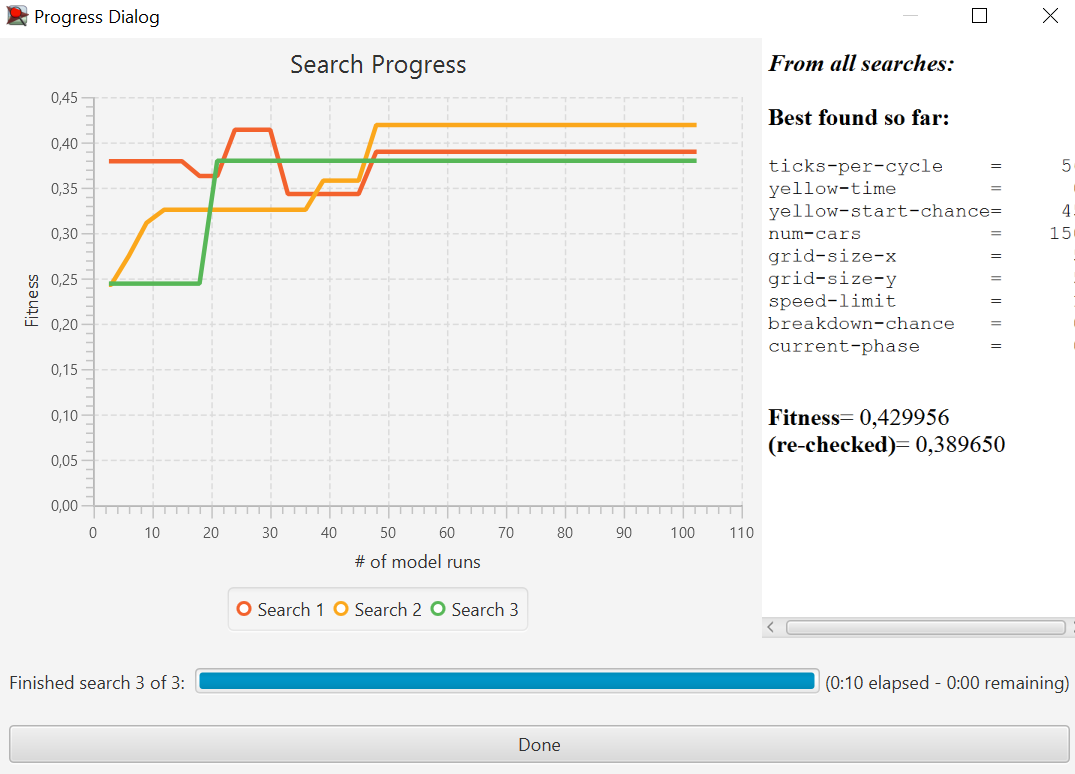 Progress Dialog
Search Progress
0,45
0,40
0,35
0,30
0,25
0,20
0,15
0,10
0,05
0,00
Fitness
0 10 20 30 40 50 60 70 80 90 100 110
# of model runs
Search 1 Search 2 Search 3
From all searches:
Best found so far:
ticks-per-cycle =
yellow-time =
yellow-start-chance=
num-cars =
grid-size-x =
grid-size-y =
speed-limit =
breakdown-chance =
current-phase =
Fitness= 0,429956
(re-checked)= 0,389650
Finished search 3 of 3: (0:10 elapsed - 0:00 remaining)
Done